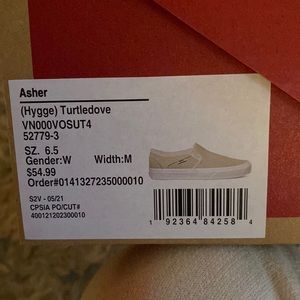 Asher
(Hygge) Turtledove
VN000VOSUT4
52779-3
SZ. 6.5
Gender:W Width:M
$54.99
Order#0141327235000010
S2V - 05/21
CPSIA PO/CUT#
400121202300010
1 92364 84258 4